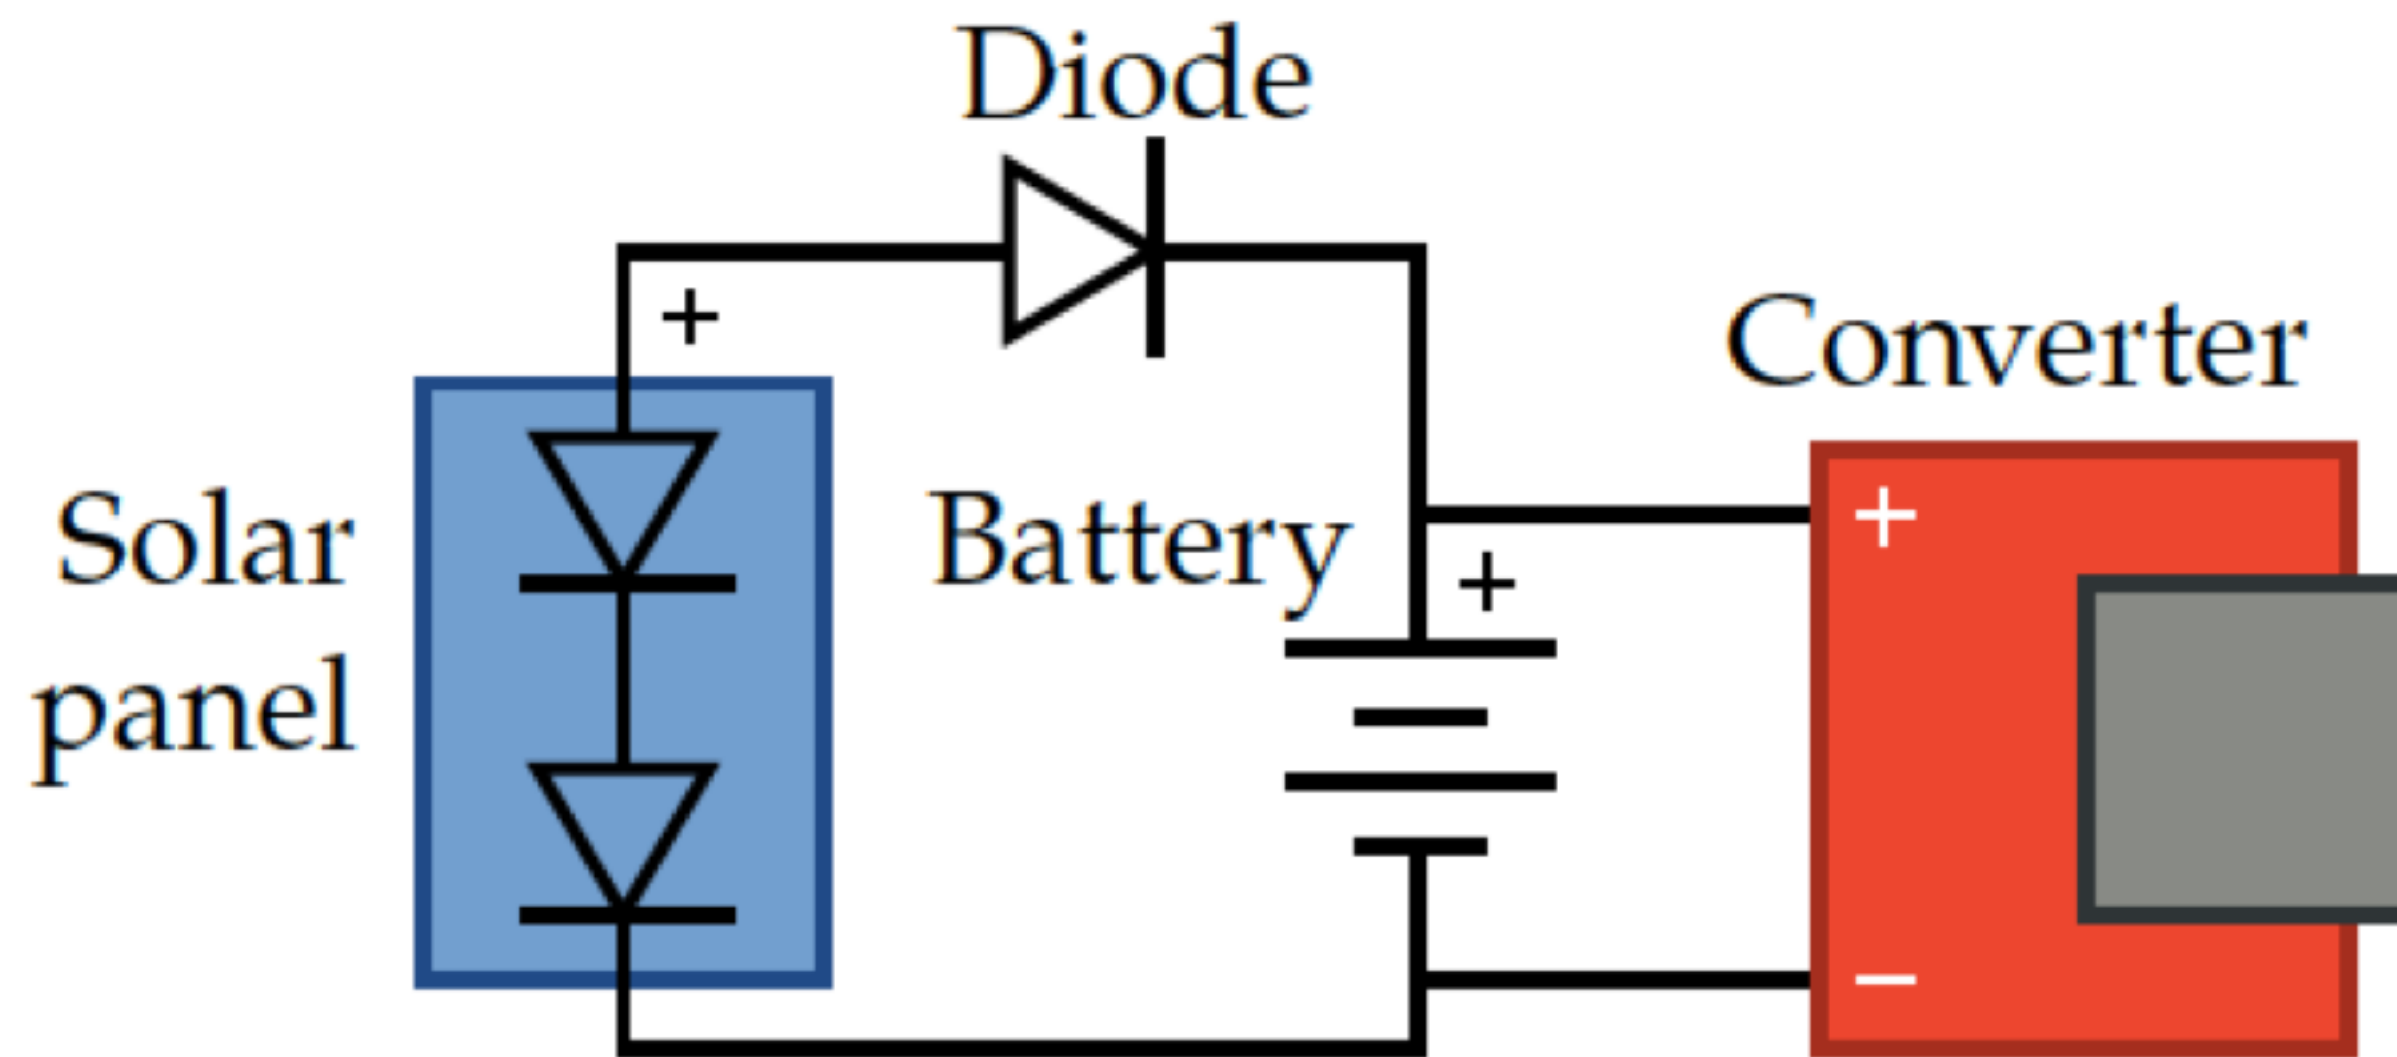 Diode
+
Converter
Solar
panel
Battery
+
+
−